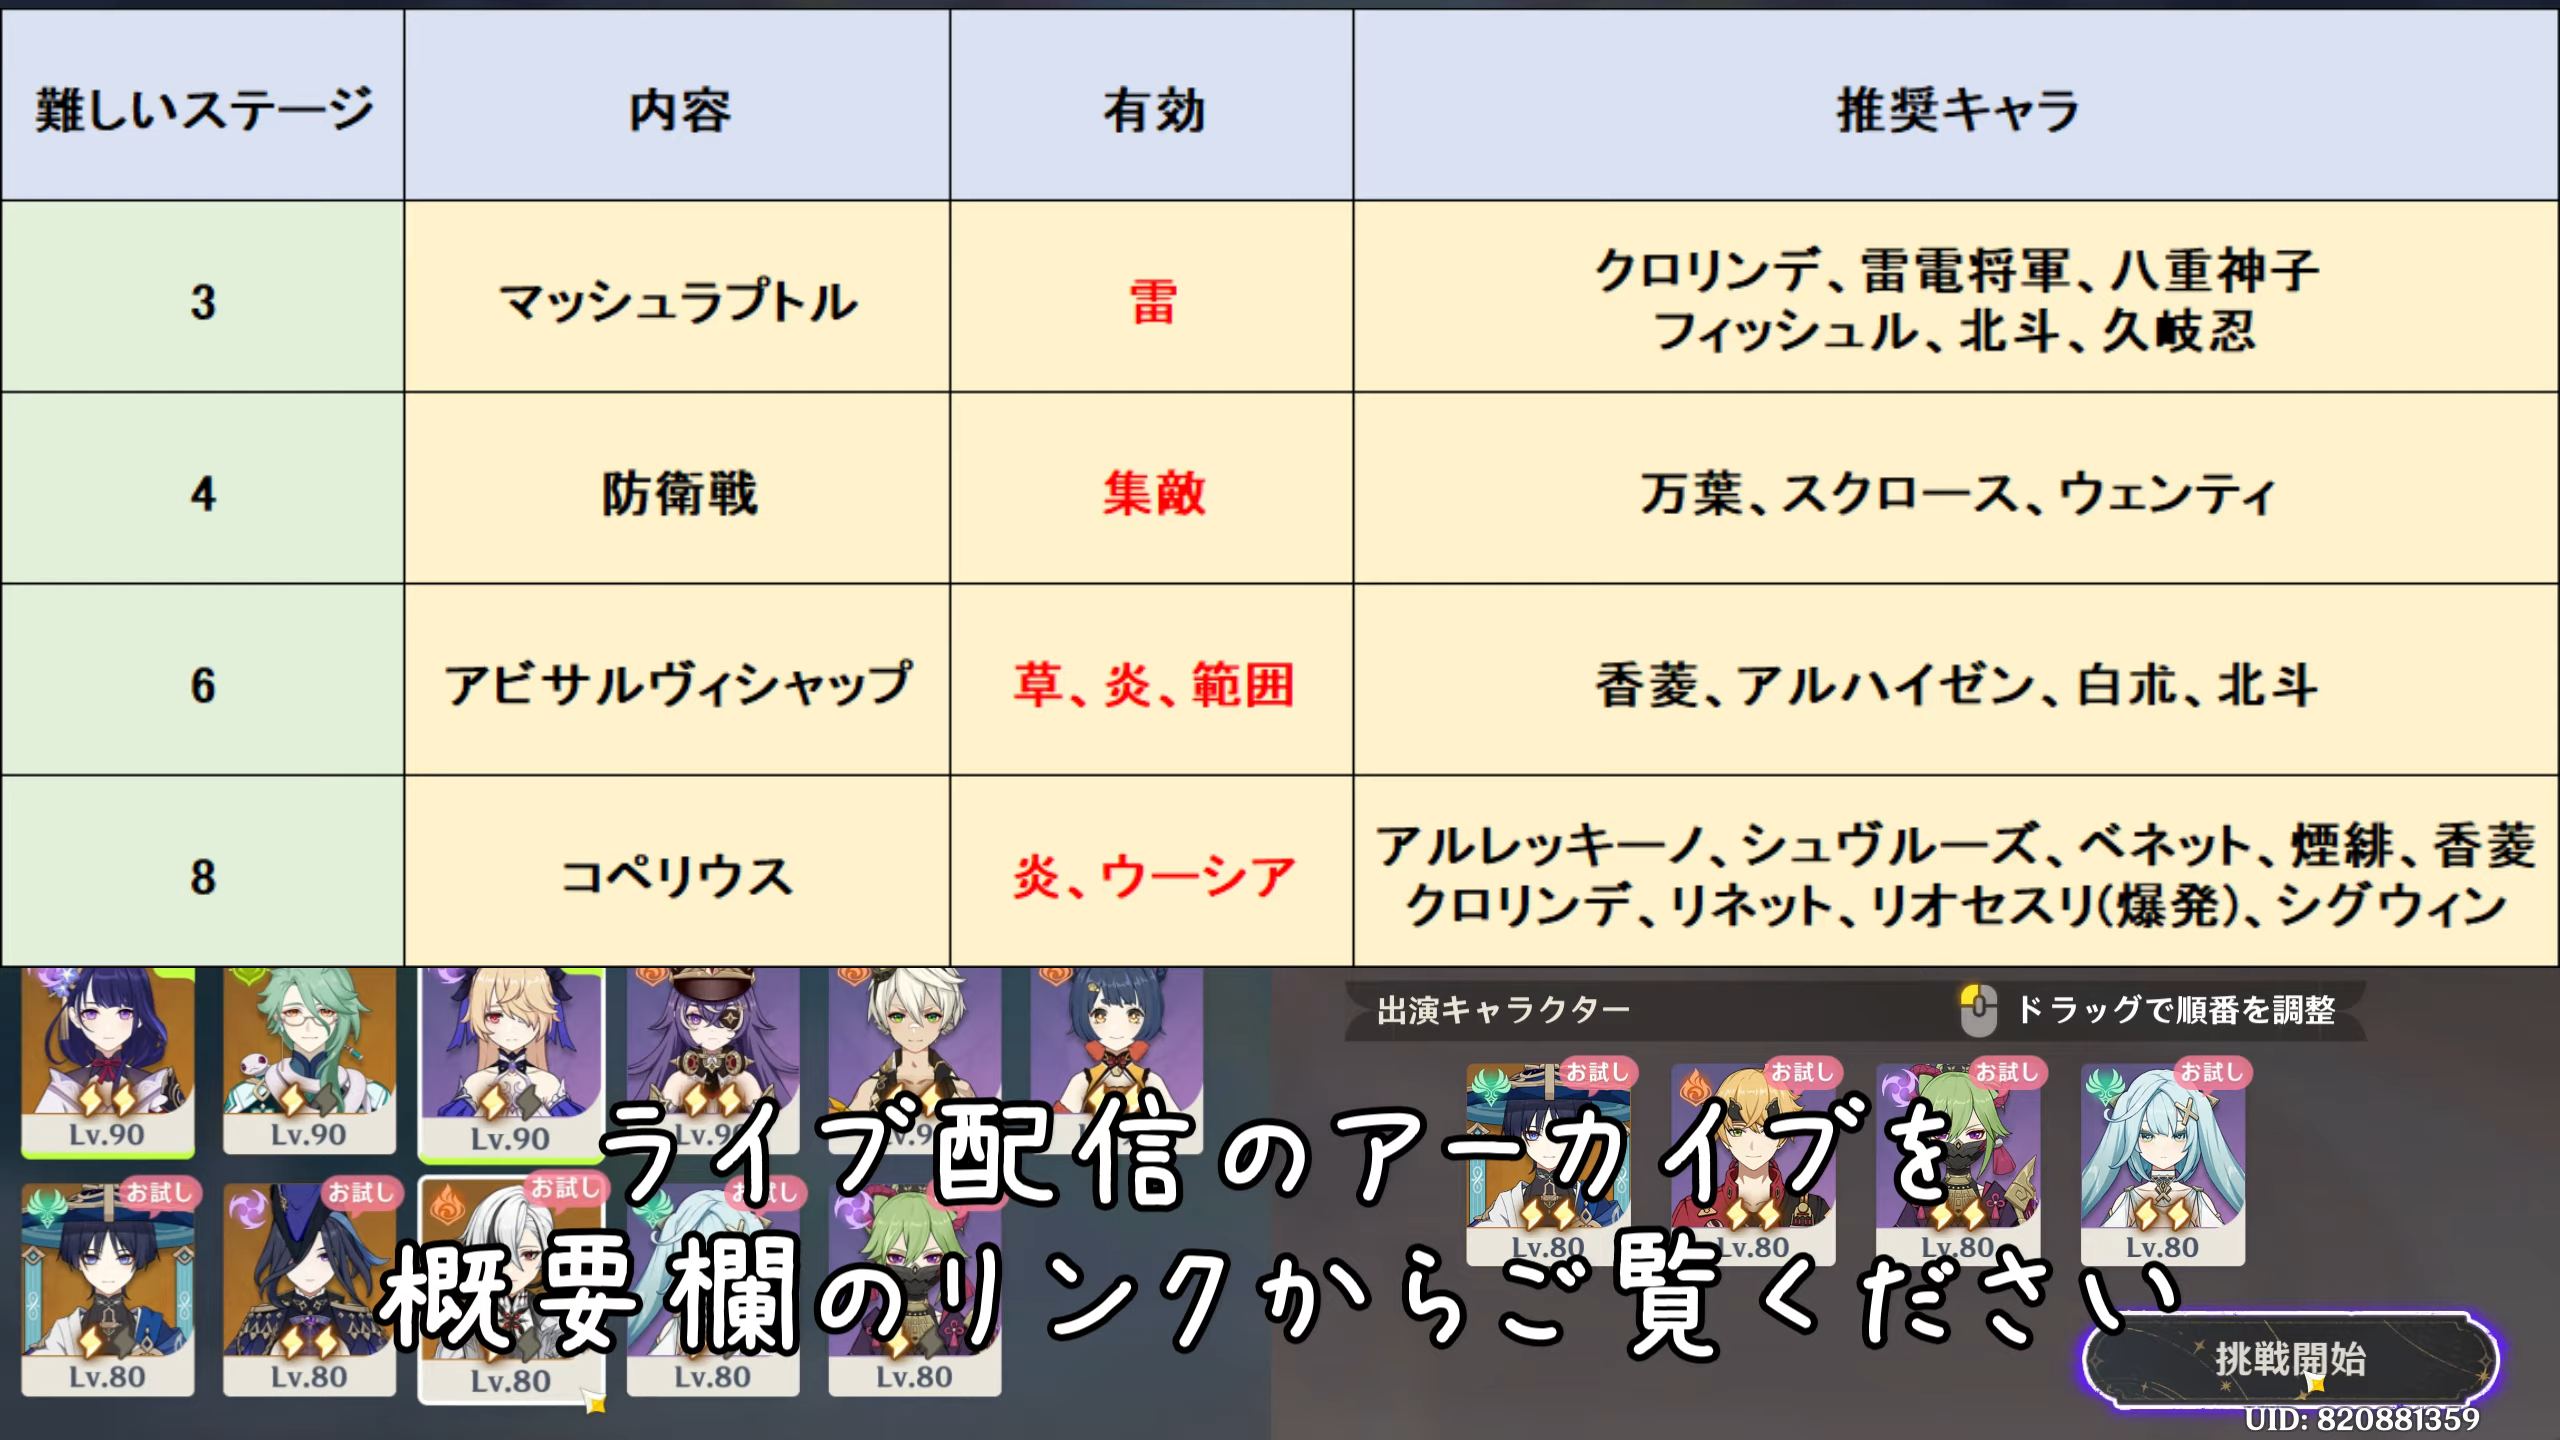 難しいステージ 内容 有効 推奨キャラ
3 マッシュラプトル 雷 クロリンデ、雷電将軍、八重神子
フィッシュル、北斗、久岐忍
4 防衛戦 集敵 万葉、スクロース、ウェンティ
6 アビサルヴィシャップ 草、炎、範囲 香菱、アルハイゼン、白朮、北斗
8 コペリウス 炎、ウーシア アルレッキーノ、シュヴルーズ、ベネット、煙緋、香菱
クロリンデ、リネット、リオセスリ(爆発)、シグウィン
出演キャラクター ドラッグで順番を調整
お試し お試し お試し お試し
Lv.90 Lv.90 Lv.90
ライブ配信のアーカイブを
お試し お試し お試し
Lv.80 Lv.80 Lv.80 Lv.80
概要欄のリンクからご覧ください
Lv.80 Lv.80 Lv.80 Lv.80 Lv.80
挑戦開始
UID: 820881359